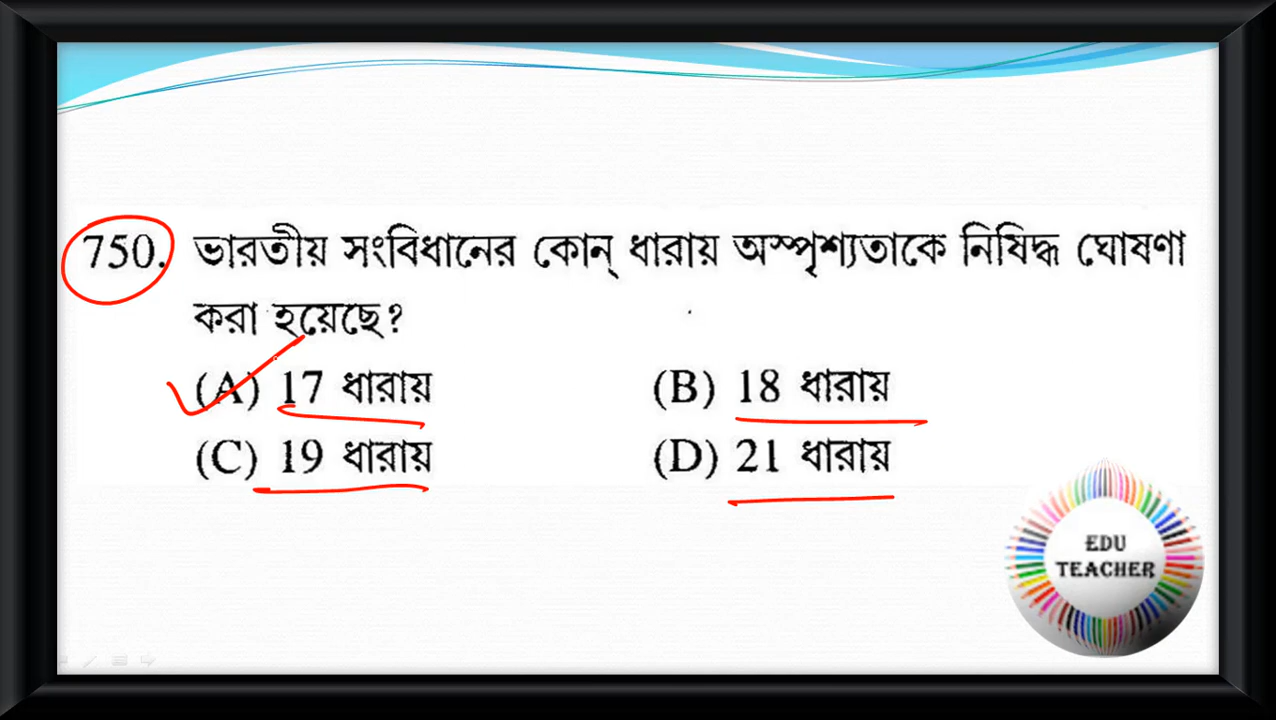 750. ভারতীয় সংবিধানের কোন্ ধারায় অস্পৃশ্যতাকে নিষিদ্ধ ঘোষণা
করা হয়েছে?
(A) 17 ধারায় (B) 18 ধারায়
(C) 19 ধারায় (D) 21 ধারায়
EDU
TEACHER